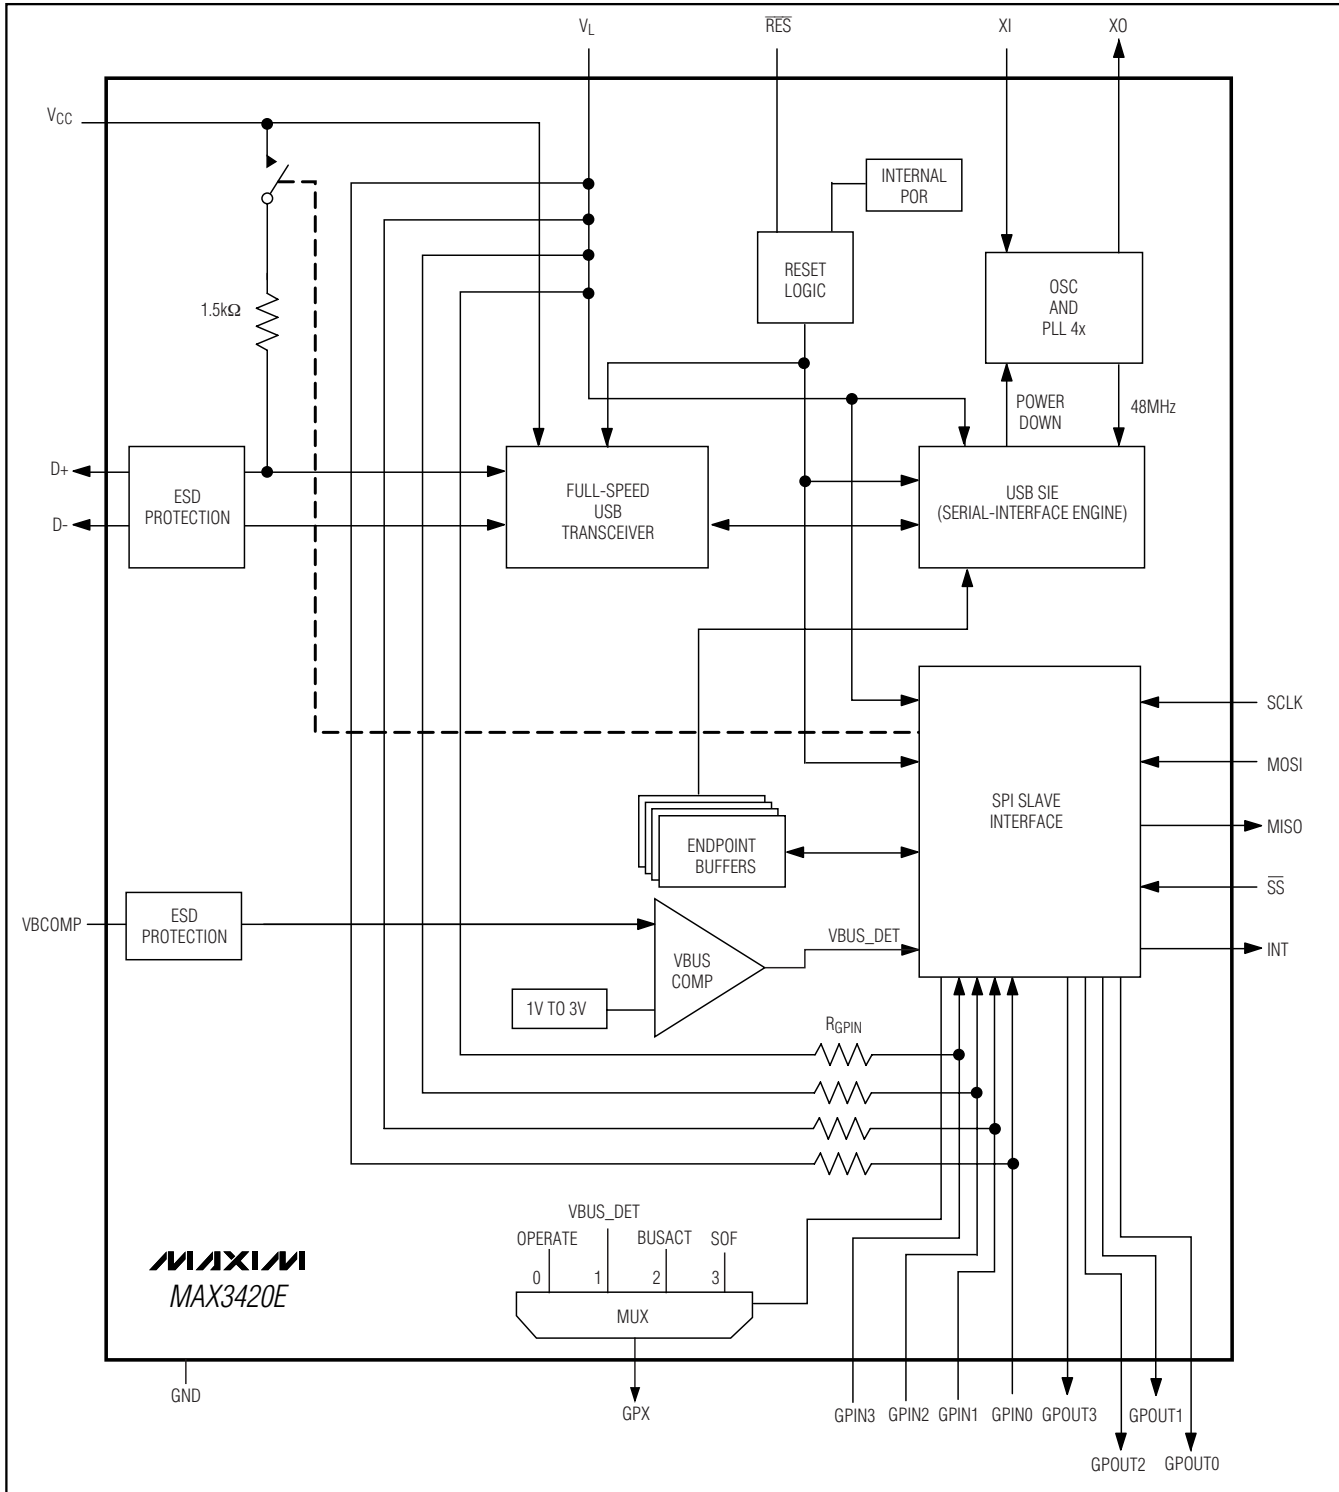 VL
RES
XI
XO
VCC
INTERNAL
POR
RESET
LOGIC
OSC
AND
PLL 4x
1.5kΩ
POWER
DOWN
48MHz
D+
D-
ESD
PROTECTION
FULL-SPEED
USB
TRANSCEIVER
USB SIE
(SERIAL-INTERFACE ENGINE)
SCLK
MOSI
MISO
SS
INT
SPI SLAVE
INTERFACE
ENDPOINT
BUFFERS
VBCOMP
ESD
PROTECTION
VBUS_DET
VBUS
COMP
1V TO 3V
RGPIN
VBUS_DET
OPERATE
BUSACT
SOF
0
1
2
3
MUX
MAXIM
MAX3420E
GND
GPX
GPIN3
GPIN2
GPIN1
GPIN0
GPOUT3
GPOUT1
GPOUT2
GPOUT0